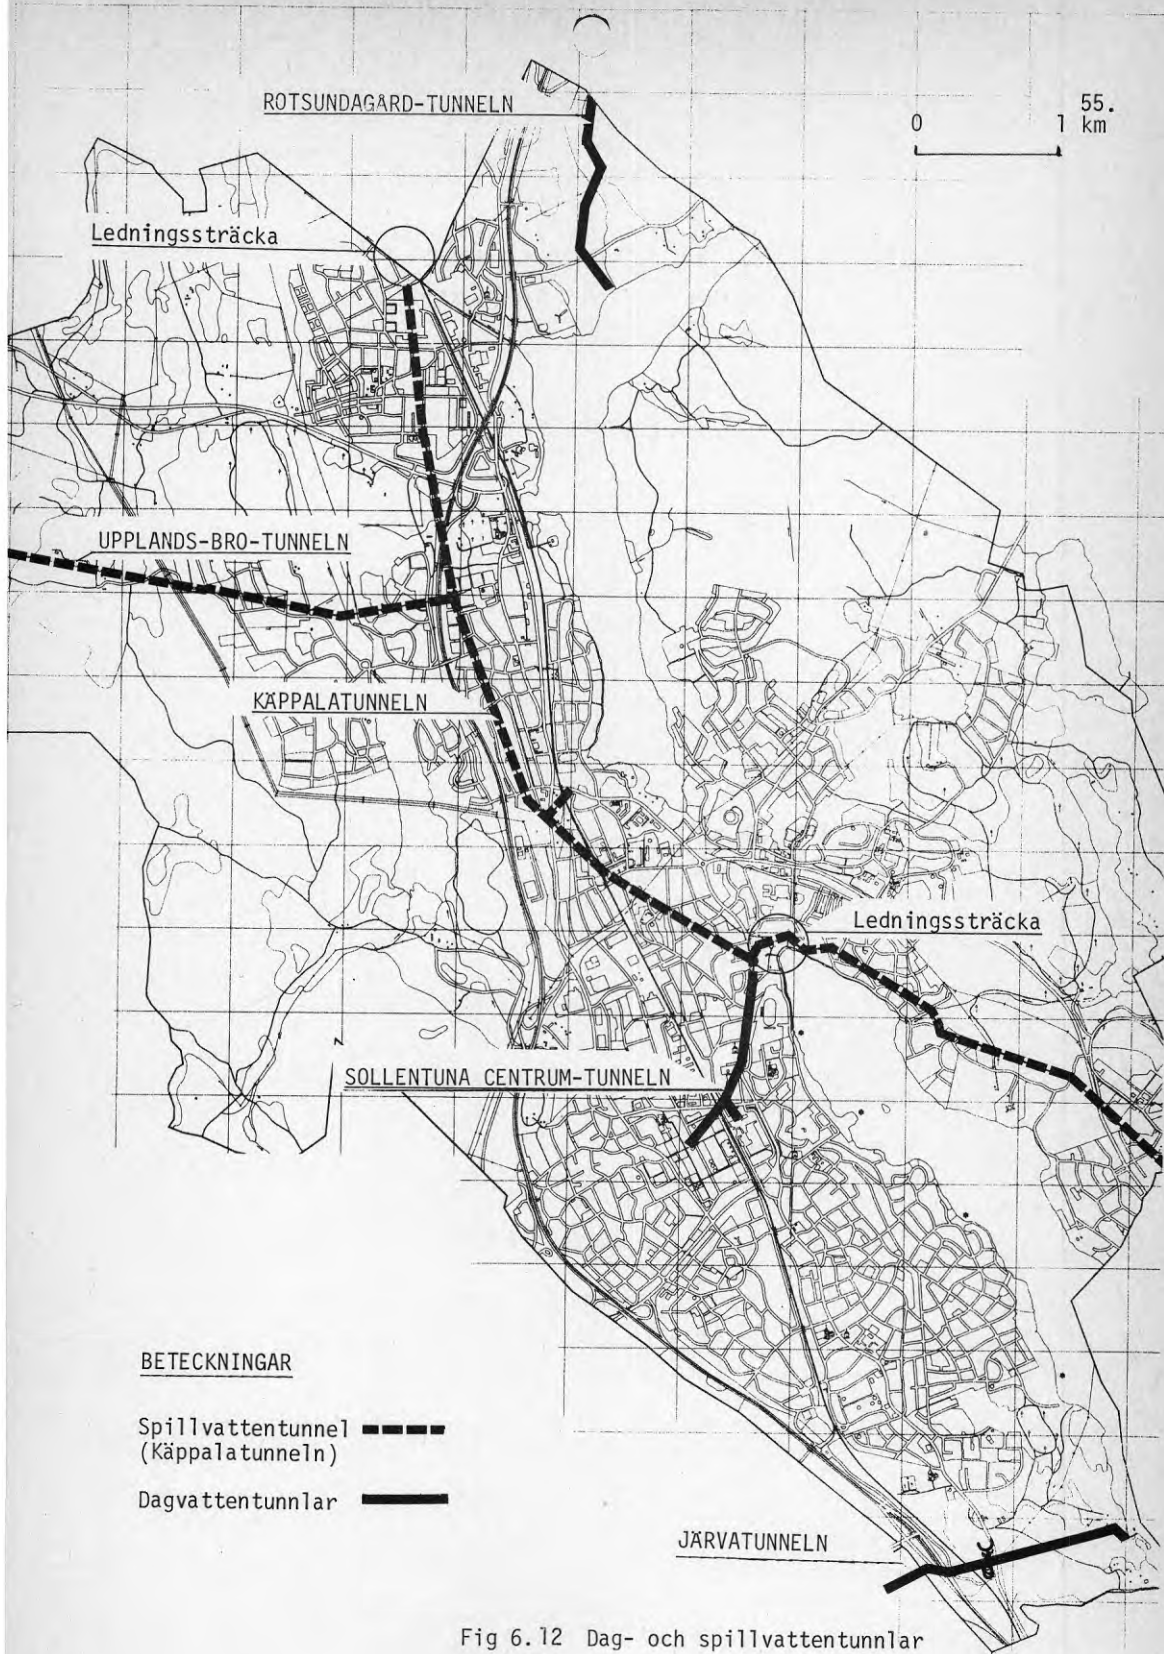 55.
0 1 km
ROTSUNDAGÅRD-TUNNELN
Ledningssträcka
UPPLANDS-BRO-TUNNELN
KÄPPALATUNNELN
Ledningssträcka
SOLLENTUNA CENTRUM-TUNNELN
BETECKNINGAR
Spillvattentunnel
(Käppalatunneln)
Dagvattentunnlar
JÄRVATUNNELN
Fig 6.12 Dag- och spillvattentunnlar